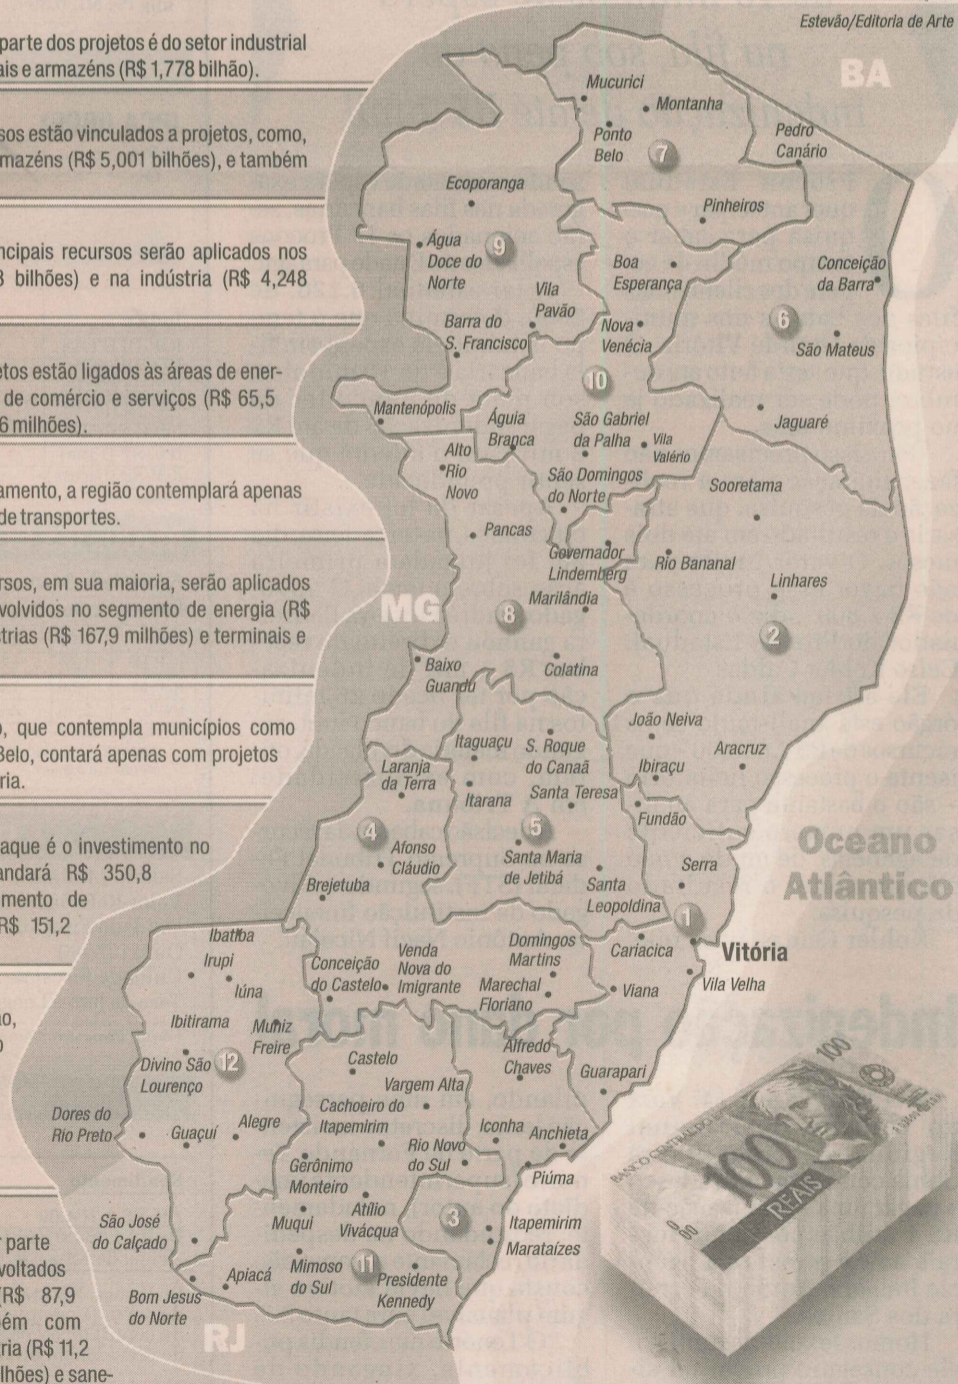 Estevão/Editoria de Arte
parte dos projetos é do setor industrial
ais e armazéns (R$ 1,778 bilhão).
sos estão vinculados a projetos, como,
mazéns (R$ 5,001 bilhões), e também
ncipais recursos serão aplicados nos
3 bilhões) e na indústria (R$ 4,248
etos estão ligados às áreas de ener-
de comércio e serviços (R$ 65,5
6 milhões).
amento, a região contemplará apenas
de transportes.
rsos, em sua maioria, serão aplicados
volvidos no segmento de energia (R$
strias (R$ 167,9 milhões) e terminais e
o, que contempla municípios como
Belo, contará apenas com projetos
ria.
aque é o investimento no
andará R$ 350,8
mento de
R$ 151,2
ao,
o
r parte
voltados
(R$ 87,9
bém com
tria (R$ 11,2
lhões) e sane-
BA
Mucurici
Montanha
Ponto
Belo
7
Pedro
Canário
Ecoporanga
Pinheiros
Água
Doce do
Norte
9
Boa
Esperança
Conceição
da Barra
Vila
Pavão
6
Barra do
S. Francisco
Nova
Venécia
São Mateus
10
Mantenópolis
Águia
Branca
São Gabriel
da Palha
Vila
Valério
Jaguaré
Alto
Rio
Novo
São Domingos
do Norte
Sooretama
Pancas
Governador
Lindemberg
Rio Bananal
Linhares
MG
8
Marilândia
2
Baixo
Guandu
Colatina
João Neiva
Itaguaçu
S. Roque
do Canaã
Aracruz
Laranja
da Terra
Ibiraçu
Itarana
Santa Teresa
Fundão
4
5
Oceano
Atlântico
Afonso
Cláudio
Santa Maria
de Jetibá
Serra
Brejetuba
Santa
Leopoldina
1
Ibatiba
Cariacica
Vitória
Irupi
Conceição
do Castelo
Venda
Nova do
Imigrante
Domingos
Martins
Iúna
Marechal
Floriano
Viana
Vila Velha
Ibitirama
Muniz
Freire
Castelo
Alfredo
Chaves
12
Divino São
Lourenço
Vargem Alta
Guarapari
Cachoeiro do
Itapemirim
Dores do
Rio Preto
Guaçuí
Alegre
Rio Novo
do Sul
Iconha
Anchieta
Gerônimo
Monteiro
Piúma
Muqui
Atílio
Vivácqua
3
Itapemirim
Marataízes
São José
do Calçado
Mimoso
do Sul
11
Apiacá
Presidente
Kennedy
Bom Jesus
do Norte
RJ
100
BANCO CENTRAL DO BRASIL
100
REAIS